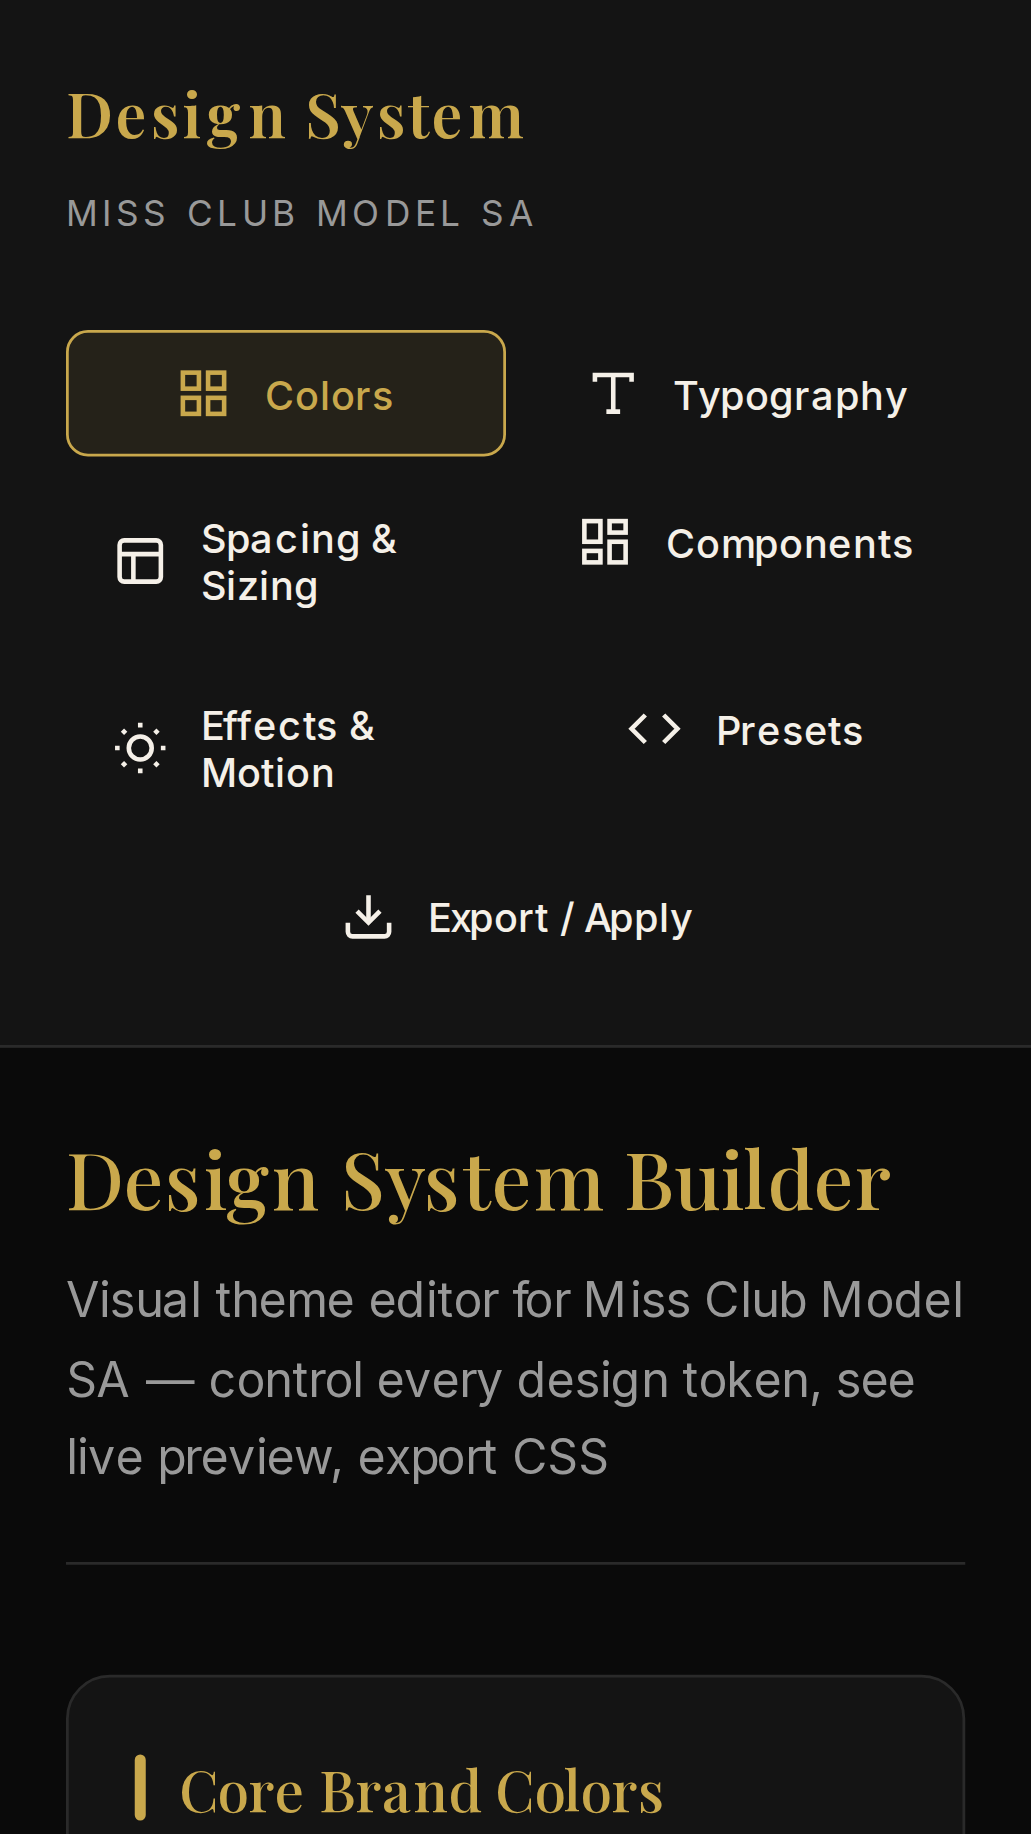 Design System
MISS CLUB MODEL SA
Colors
Typography
Spacing &
Sizing
Components
Effects &
Motion
Presets
Export / Apply
Design System Builder
Visual theme editor for Miss Club Model
SA — control every design token, see
live preview, export CSS
Core Brand Colors